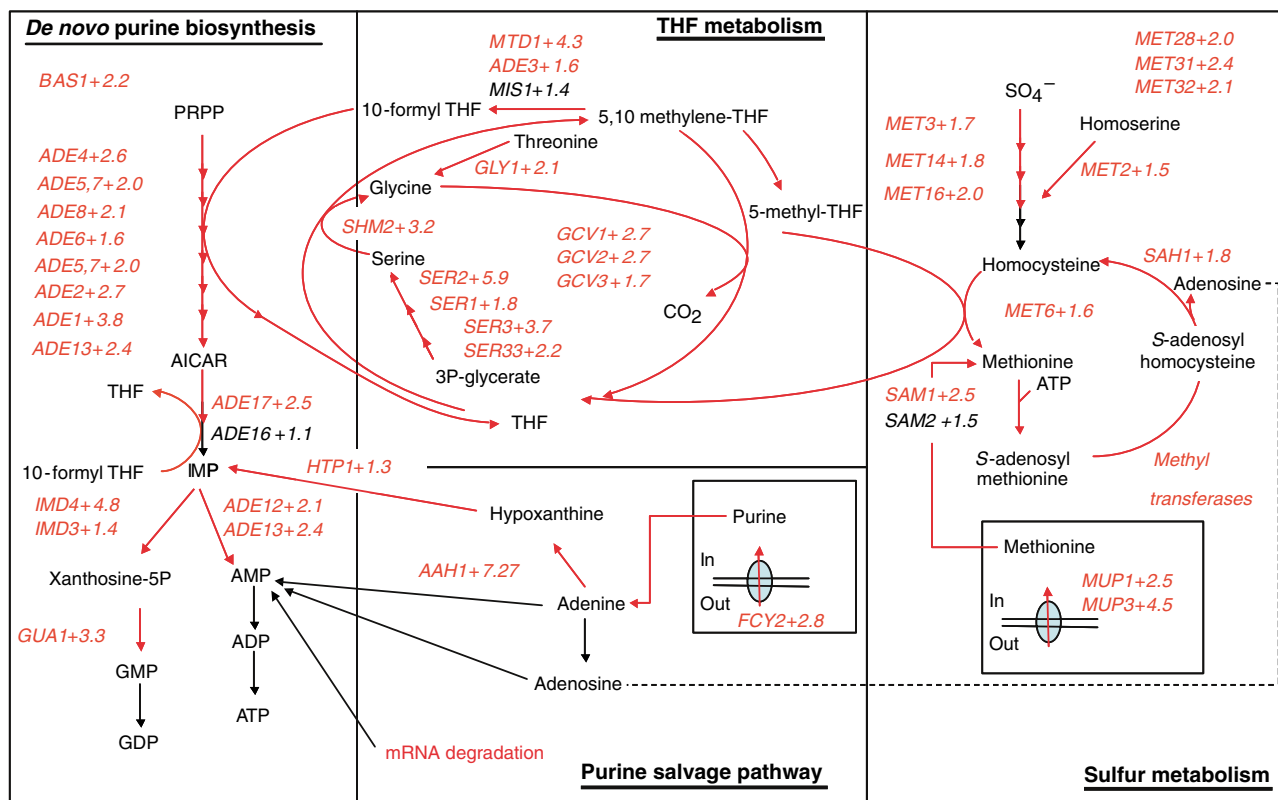 De novo purine biosynthesis
BAS1+2.2
PRPP
ADE4+2.6
ADE5,7+2.0
ADE8+2.1
ADE6+1.6
ADE5,7+2.0
ADE2+2.7
ADE1+3.8
ADE13+2.4
AICAR
THF
ADE17+2.5
ADE16+1.1
10-formyl THF
IMP
IMD4+4.8
IMD3+1.4
ADE12+2.1
ADE13+2.4
Xanthosine-5P
AMP
GUA1+3.3
ADP
GMP
ATP
GDP
THF metabolism
MTD1+4.3
ADE3+1.6
MIS1+1.4
10-formyl THF
5,10 methylene-THF
Threonine
GLY1+2.1
Glycine
5-methyl-THF
SHM2+3.2
GCV1+2.7
GCV2+2.7
GCV3+1.7
Serine
SER2+5.9
SER1+1.8
SER3+3.7
SER33+2.2
CO2
3P-glycerate
THF
HTP1+1.3
Hypoxanthine
Purine
In
Out
FCY2+2.8
AAH1+7.27
Adenine
Adenosine
mRNA degradation
Purine salvage pathway
MET28+2.0
MET31+2.4
MET32+2.1
SO4−
Homoserine
MET3+1.7
MET14+1.8
MET2+1.5
MET16+2.0
Homocysteine
SAH1+1.8
Adenosine
MET6+1.6
S-adenosyl
homocysteine
Methionine
ATP
SAM1+2.5
SAM2 +1.5
S-adenosyl
methionine
Methyl
transferases
Methionine
MUP1+2.5
MUP3+4.5
In
Out
Sulfur metabolism